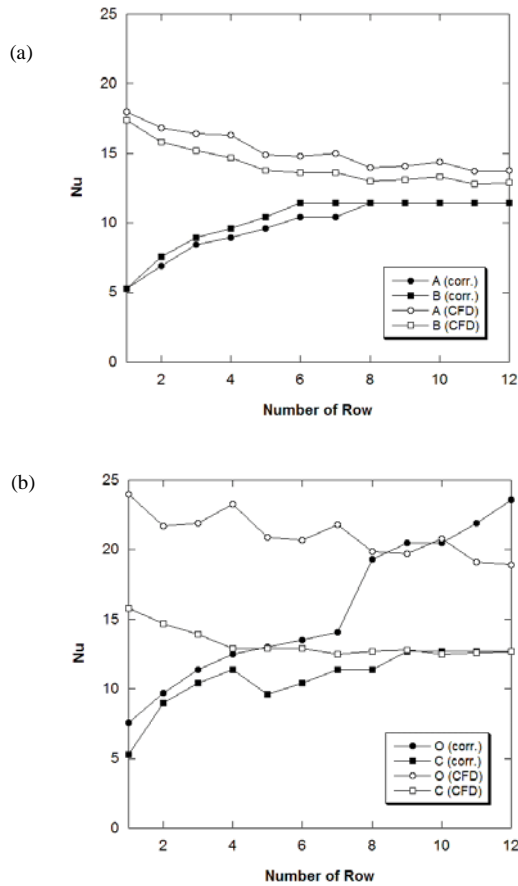 (a)
25
20
15
10
5
0
Nu
2 4 6 8 10 12
Number of Row
A (corr.)
B (corr.)
A (CFD)
B (CFD)
(b)
25
20
15
10
5
0
Nu
2 4 6 8 10 12
Number of Row
O (corr.)
C (corr.)
O (CFD)
C (CFD)